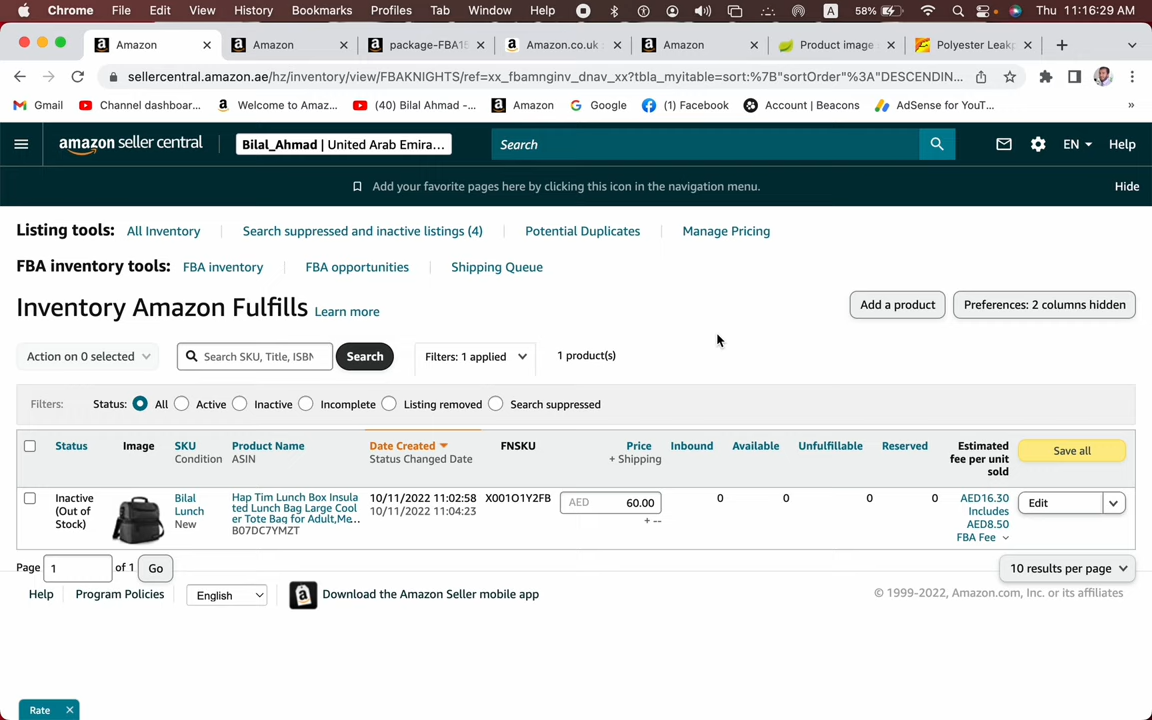 Chrome File Edit View History Bookmarks Profiles Tab Window Help A 58% Thu 11:16:29 AM
Amazon Amazon package-FBA15 Amazon.co.uk Amazon Product image Polyester Leakp
sellercentral.amazon.ae/hz/inventory/view/FBAKNIGHTS/ref=xx_fbamnginv_dnav_xx?tbla_myitable=sort:%7B"sortOrder"%3A"DESCENDIN...
Gmail Channel dashboar... Welcome to Amaz... (40) Bilal Ahmad -... Amazon Google (1) Facebook Account | Beacons AdSense for YouT... »
amazon seller central Bilal_Ahmad | United Arab Emira... Search EN Help
Add your favorite pages here by clicking this icon in the navigation menu. Hide
Listing tools: All Inventory Search suppressed and inactive listings (4) Potential Duplicates Manage Pricing
FBA inventory tools: FBA inventory FBA opportunities Shipping Queue
Inventory Amazon Fulfills Learn more Add a product Preferences: 2 columns hidden
Action on 0 selected Search SKU, Title, ISBN Search Filters: 1 applied 1 product(s)
Filters: Status: All Active Inactive Incomplete Listing removed Search suppressed
Status Image SKU Product Name Date Created FNSKU Price Inbound Available Unfulfillable Reserved Estimated Save all
Condition ASIN Status Changed Date + Shipping fee per unit
sold
Inactive Bilal Hap Tim Lunch Box Insula 10/11/2022 11:02:58 X001O1Y2FB AED 60.00 0 0 0 0 AED16.30 Edit
(Out of Lunch ted Lunch Bag Large Cool 10/11/2022 11:04:23 Includes
Stock) New er Tote Bag for Adult,Me... + -- AED8.50
B07DC7YMZT FBA Fee
Page 1 of 1 Go 10 results per page
Help Program Policies English Download the Amazon Seller mobile app © 1999-2022, Amazon.com, Inc. or its affiliates
Rate ×